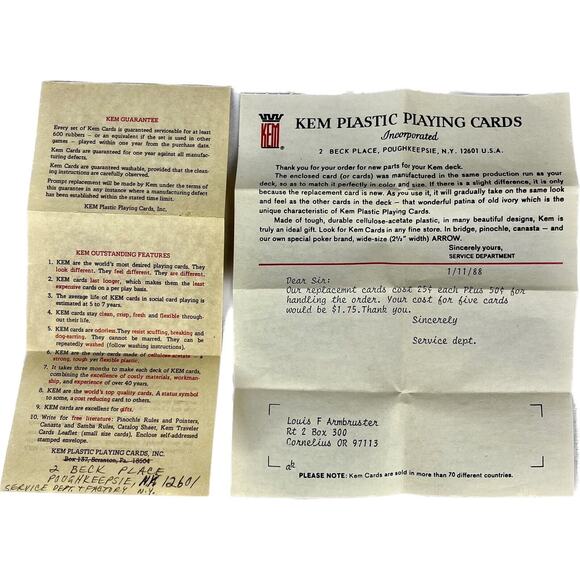 KEM GUARANTEE
Every set of Kem Cards is guaranteed serviceable for at least
600 rubbers — or an equivalent if the set is used in other
games — played within one year from the purchase date.
Kem Cards are guaranteed for one year against all manufac-
turing defects.
Kem Cards are guaranteed washable, provided that the clean-
ing instructions are carefully observed.
Prompt replacement will be made by Kem under the terms of
this guarantee in any instance where a manufacturing defect
has been established within the stated time limit.
KEM Plastic Playing Cards, Inc.
KEM OUTSTANDING FEATURES
1. KEM are the world's most desired playing cards. They
look different. They feel different. They are different.
2. KEM cards last longer, which makes them the least
expensive cards on a per play basis.
3. The average life of KEM cards in social card playing is
estimated at 5 to 7 years.
4. KEM cards stay clean, crisp, fresh and flexible through-
out their life.
5. KEM cards are odorless. They resist scuffing, breaking and
dog-earring. They cannot be marred. They can be
repeatedly washed (follow washing instructions).
6. KEM are the only cards made of cellulose-acetate - a
strong, tough yet flexible plastic.
7. It takes three months to make each deck of KEM cards,
combining the excellence of costly materials, workman-
ship, and experience of over 40 years.
8. KEM are the world's top quality cards. A status symbol
to some, a cost reducing card to others.
9. KEM cards are excellent for gifts.
10. Write for free literature: Pinochle Rules and Pointers,
Canasta and Samba Rules, Catalog Sheet, Kem Traveler
Cards Leaflet (small size cards). Enclose self-addressed
stamped envelope.
KEM PLASTIC PLAYING CARDS, INC.
Box 137, Scranton, Pa. 18504
2 BECK PLACE
POUGHKEEPSIE, 12601
SERVICE DEPT. & FACTORY N.Y.
KEM
KEM PLASTIC PLAYING CARDS
Incorporated
2 BECK PLACE, POUGHKEEPSIE, N.Y. 12601 U.S.A.
Thank you for your order for new parts for your Kem deck.
The enclosed card (or cards) was manufactured in the same production run as your
deck, so as to match it perfectly in color and size. If there is a slight difference, it is only
because the replacement card is new. As you use it, it will gradually take on the same look
and feel as the other cards in the deck - that wonderful patina of old ivory which is the
unique characteristic of Kem Plastic Playing Cards.
Made of tough, durable cellulose-acetate plastic, in many beautiful designs, Kem is
truly an ideal gift. Look for Kem Cards in any fine store. In bridge, pinochle, canasta - and
our own special poker brand, wide-size (2½" width) ARROW.
Sincerely yours,
SERVICE DEPARTMENT
1/11/88
Dear Sir:
Our replacemnt cards cost 25¢ each Plus 50¢ for
handling the order. Your cost for five cards
would be $1.75.Thank you.
Sincerely
Service dept.
Louis F Armbruster
Rt 2 Box 300
Cornelius OR 97113
PLEASE NOTE: Kem Cards are sold in more than 70 different countries.